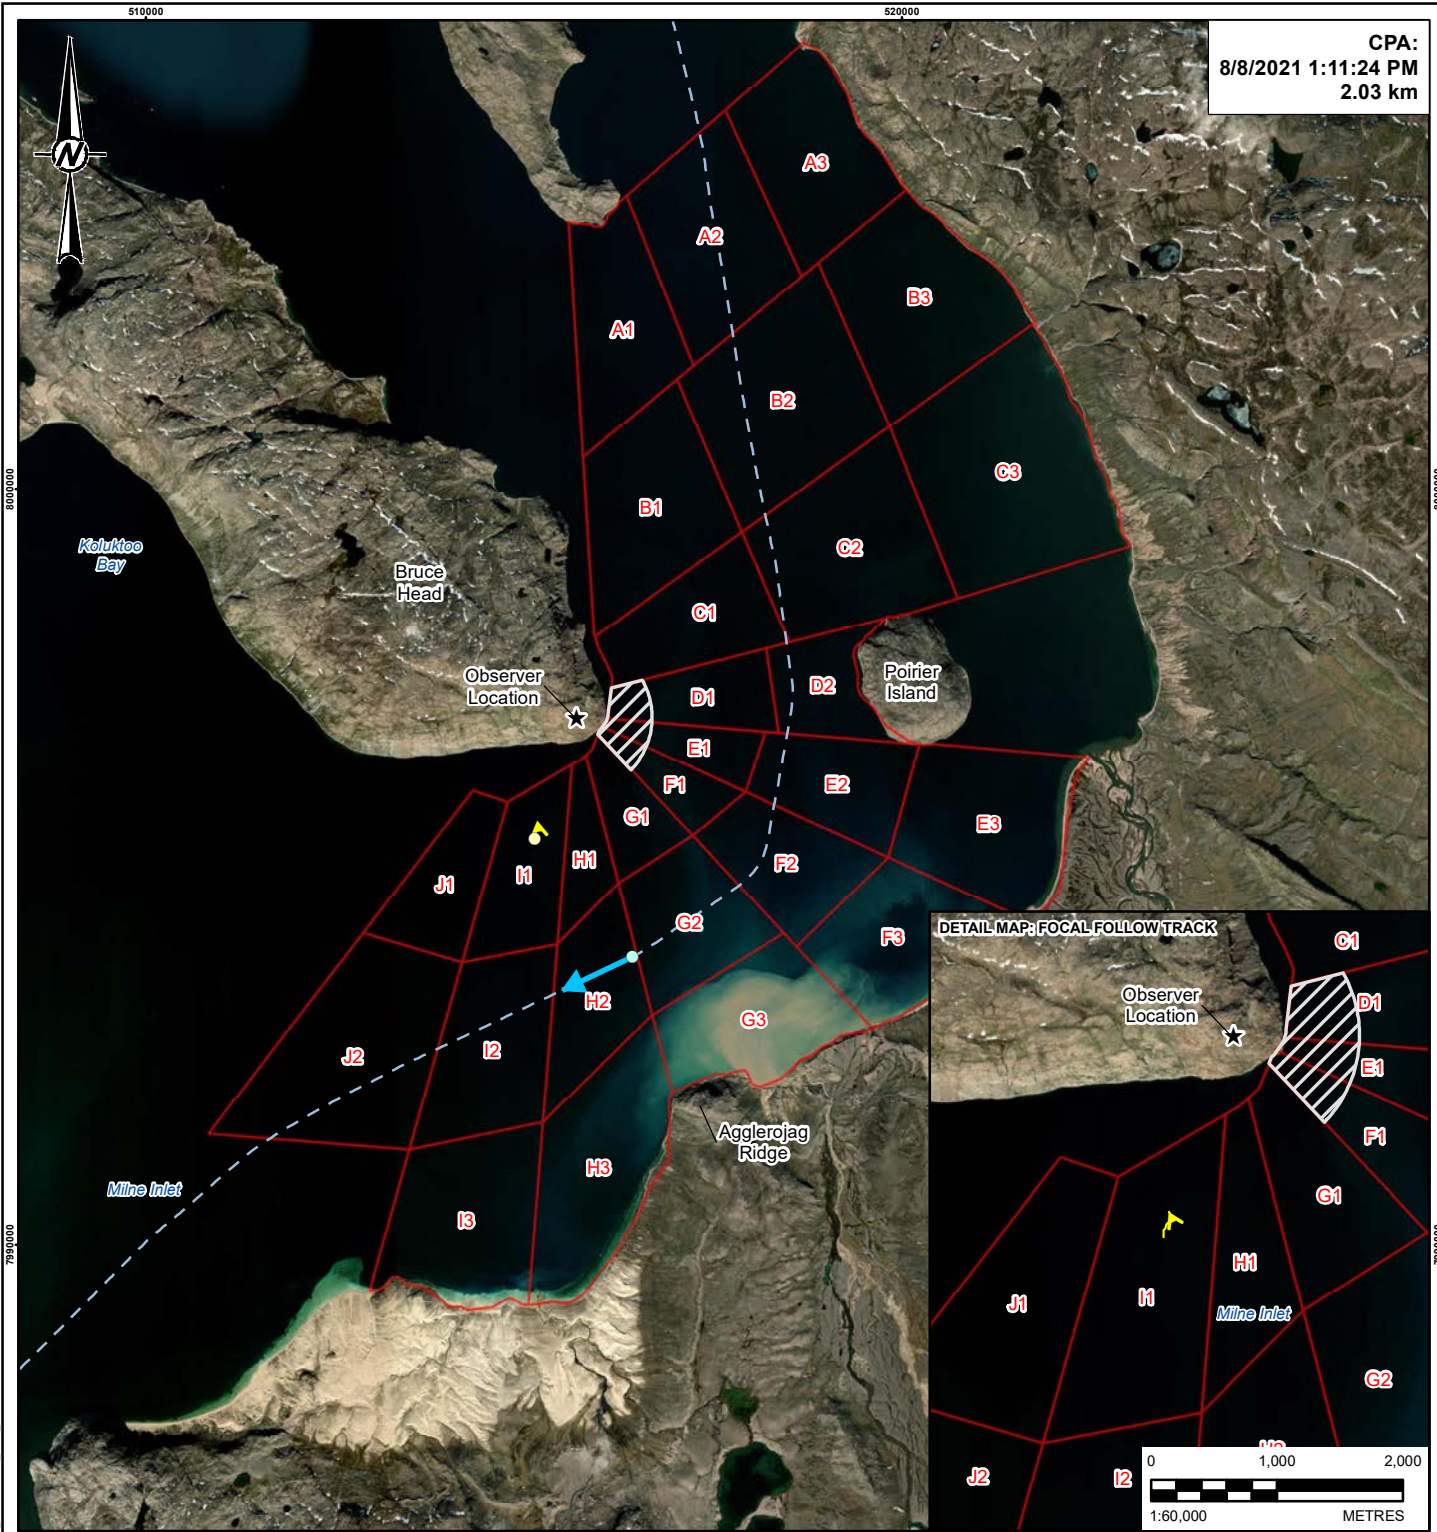 510000
520000
CPA:
8/8/2021 1:11:24 PM
2.03 km
N
A3
A2
B3
A1
B2
C3
8000000
8000000
B1
Koluktoo
Bay
C2
Bruce
Head
C1
Observer
Location
Poirier
Island
D2
D1
E1
F1
E2
G1
E3
H1
F2
I1
J1
G2
F3
H2
G3
I2
J2
Agglerojag
Ridge
H3
Milne Inlet
I3
7990000
7990000
DETAIL MAP: FOCAL FOLLOW TRACK
C1
Observer
Location
D1
E1
F1
G1
H1
I1
J1
Milne Inlet
G2
H2
J2
I2
0 1,000 2,000
1:60,000 METRES